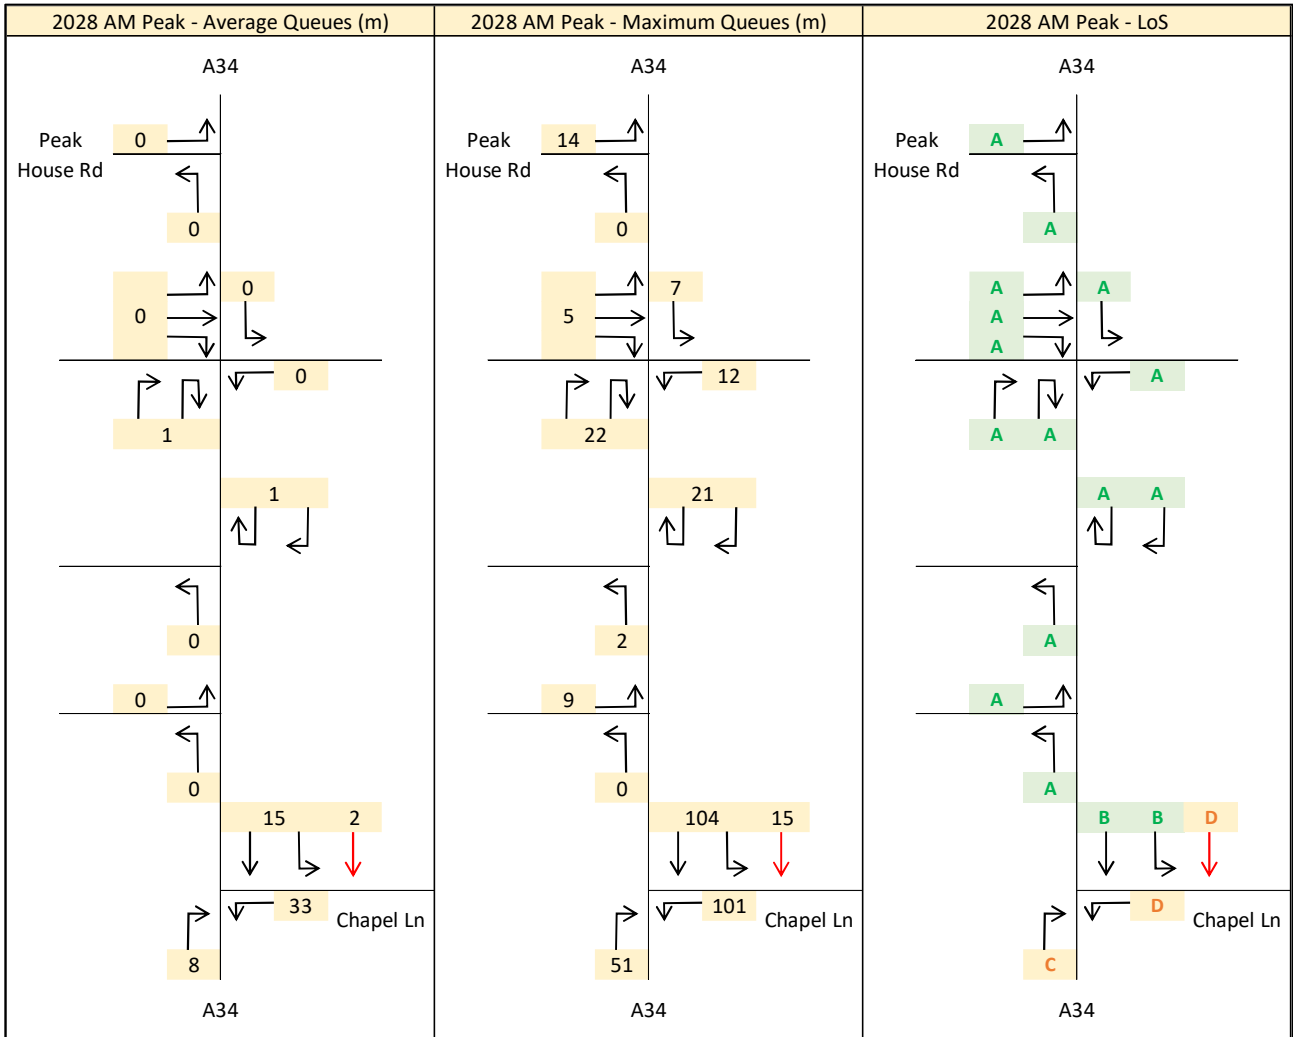 2028 AM Peak - Average Queues (m)
A34
Peak
House Rd
0
0
0
0
0
1
1
0
0
0
15 2
33
Chapel Ln
8
A34
2028 AM Peak - Maximum Queues (m)
A34
Peak
House Rd
14
0
7
5
12
22
21
2
9
0
104 15
101
Chapel Ln
51
A34
2028 AM Peak - LoS
A34
Peak
House Rd
A
A
A A
A
A
A
A A
A A
A
A
A
B B D
D
Chapel Ln
C
A34